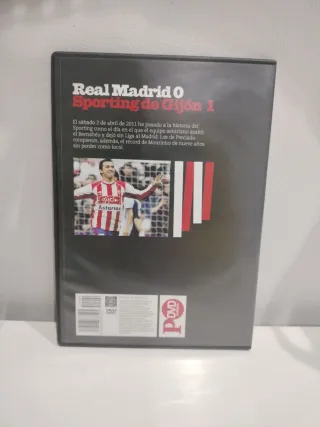 Real Madrid 0
Sporting de Gijón 1
El sábado 2 de abril de 2011 ha pasado a la historia del
Sporting como el día en el que el equipo asturiano asaltó
el Bernabéu y dejó sin Liga al Madrid. Los de Preciado
rompieron, además, el récord de Mourinho de nueve años
sin perder como local.
Gijón
Asturias
DVD
P